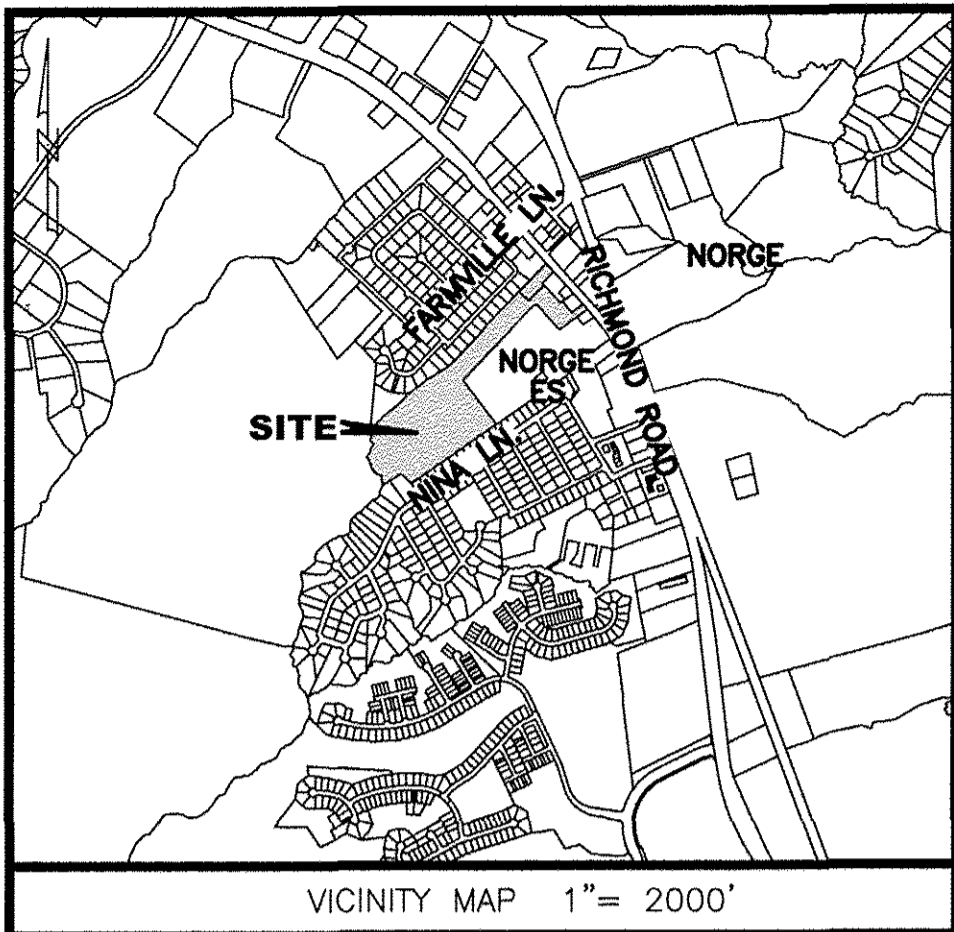 FARMVILLE LN.
RICHMOND ROAD
NORGE
NORGE
ES
SITE
NINA LN.
VICINITY MAP 1"= 2000'